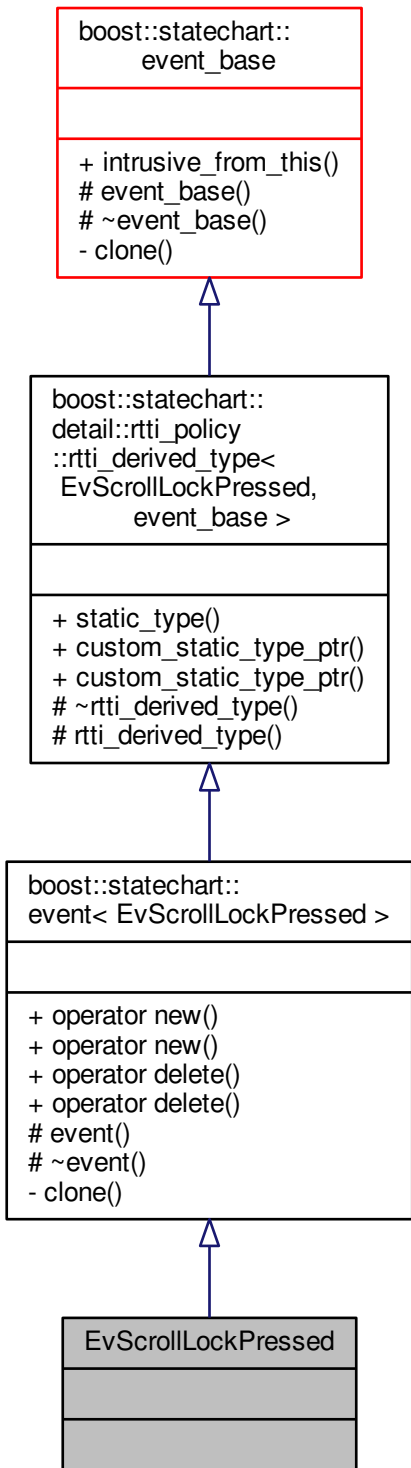 boost::statechart::
event_base
+ intrusive_from_this()
# event_base()
# ~event_base()
- clone()
boost::statechart::
detail::rtti_policy
::rtti_derived_type<
EvScrollLockPressed,
event_base >
+ static_type()
+ custom_static_type_ptr()
+ custom_static_type_ptr()
# ~rtti_derived_type()
# rtti_derived_type()
boost::statechart::
event< EvScrollLockPressed >
+ operator new()
+ operator new()
+ operator delete()
+ operator delete()
# event()
# ~event()
- clone()
EvScrollLockPressed